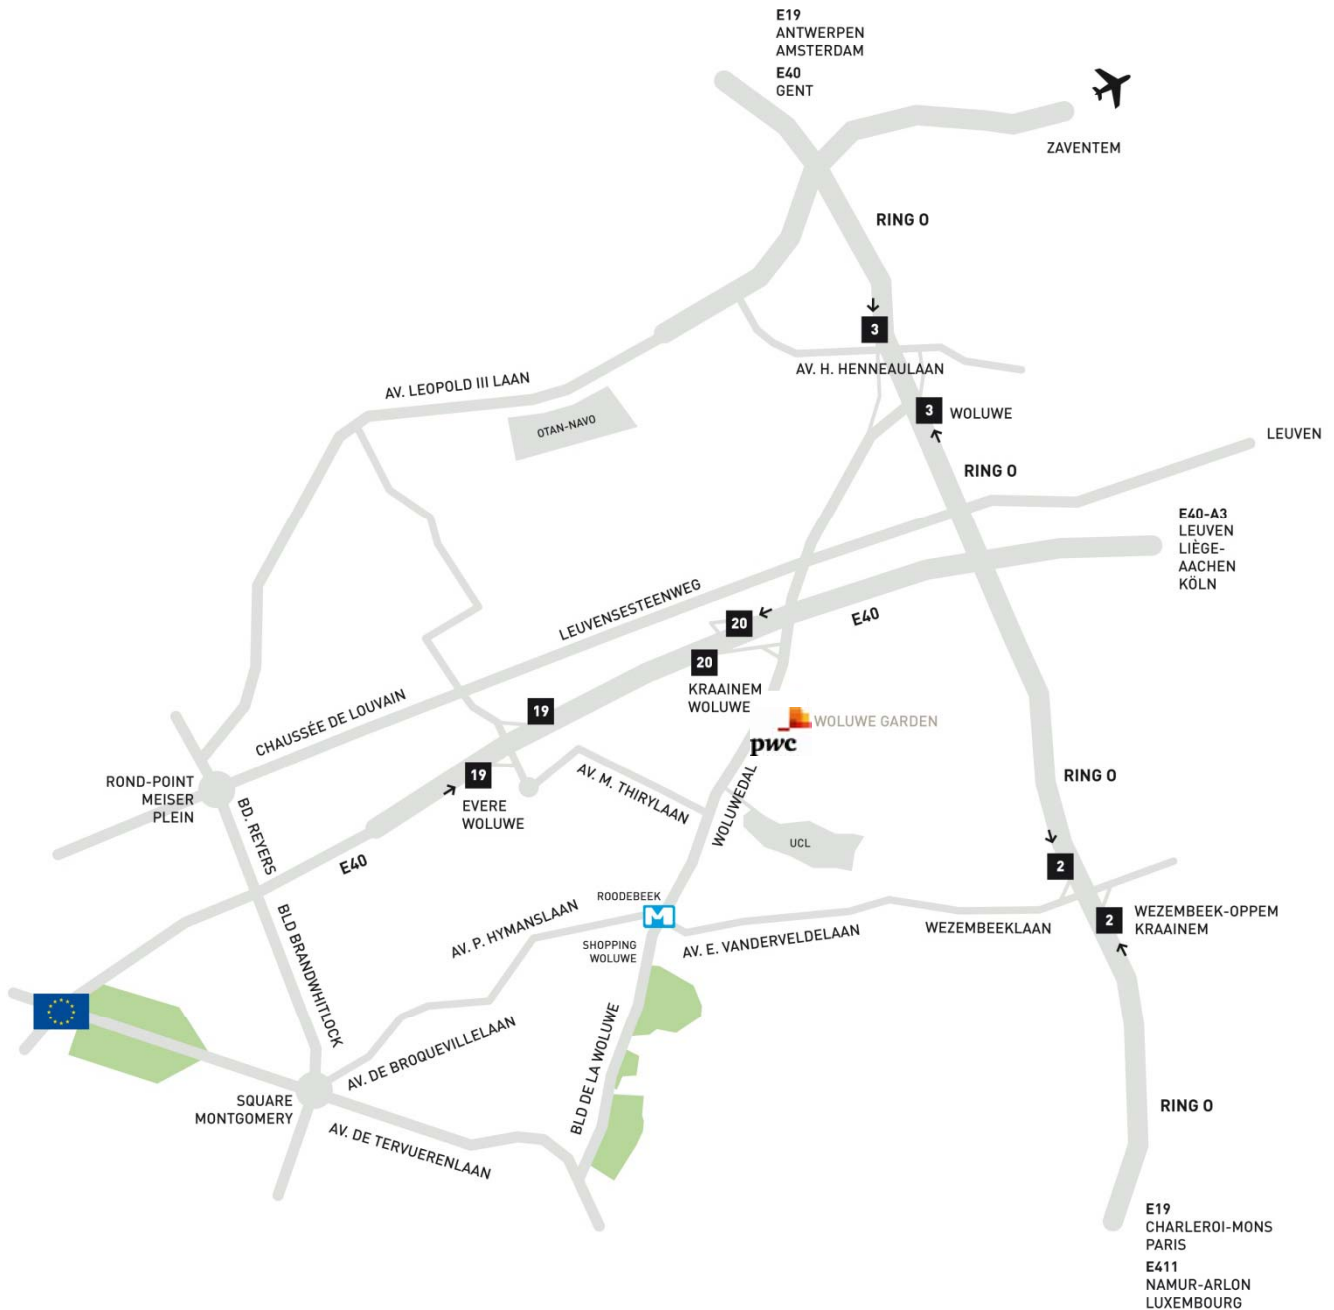 E19
ANTWERPEN
AMSTERDAM
E40
GENT
ZAVENTEM
RING O
3
AV. H. HENNEAULAAN
AV. LEOPOLD III LAAN
3
WOLUWE
OTAN-NAVO
LEUVEN
RING O
E40-A3
LEUVEN
LIÈGE-
AACHEN
KÖLN
LEUVENSESTEENWEG
20
E40
20
KRAAINEM
WOLUWE
CHAUSSÉE DE LOUVAIN
19
pwc
WOLUWE GARDEN
ROND-POINT
MEISER
PLEIN
19
EVERE
WOLUWE
AV. M. THIRYLAAN
WOLUWEDAL
RING O
BD. REYERS
E40
UCL
2
ROODEBEEK
M
BLD BRANDWHITLOCK
AV. P. HYMANSLAAN
SHOPPING
WOLUWE
AV. E. VANDERVELDELAAN
WEZEMBEEKLAAN
2
WEZEMBEEK-OPPEM
KRAAINEM
AV. DE BROQUEVILLELAAN
BLD DE LA WOLUWE
SQUARE
MONTGOMERY
AV. DE TERVUERENLAAN
RING O
E19
CHARLEROI-MONS
PARIS
E411
NAMUR-ARLON
LUXEMBOURG